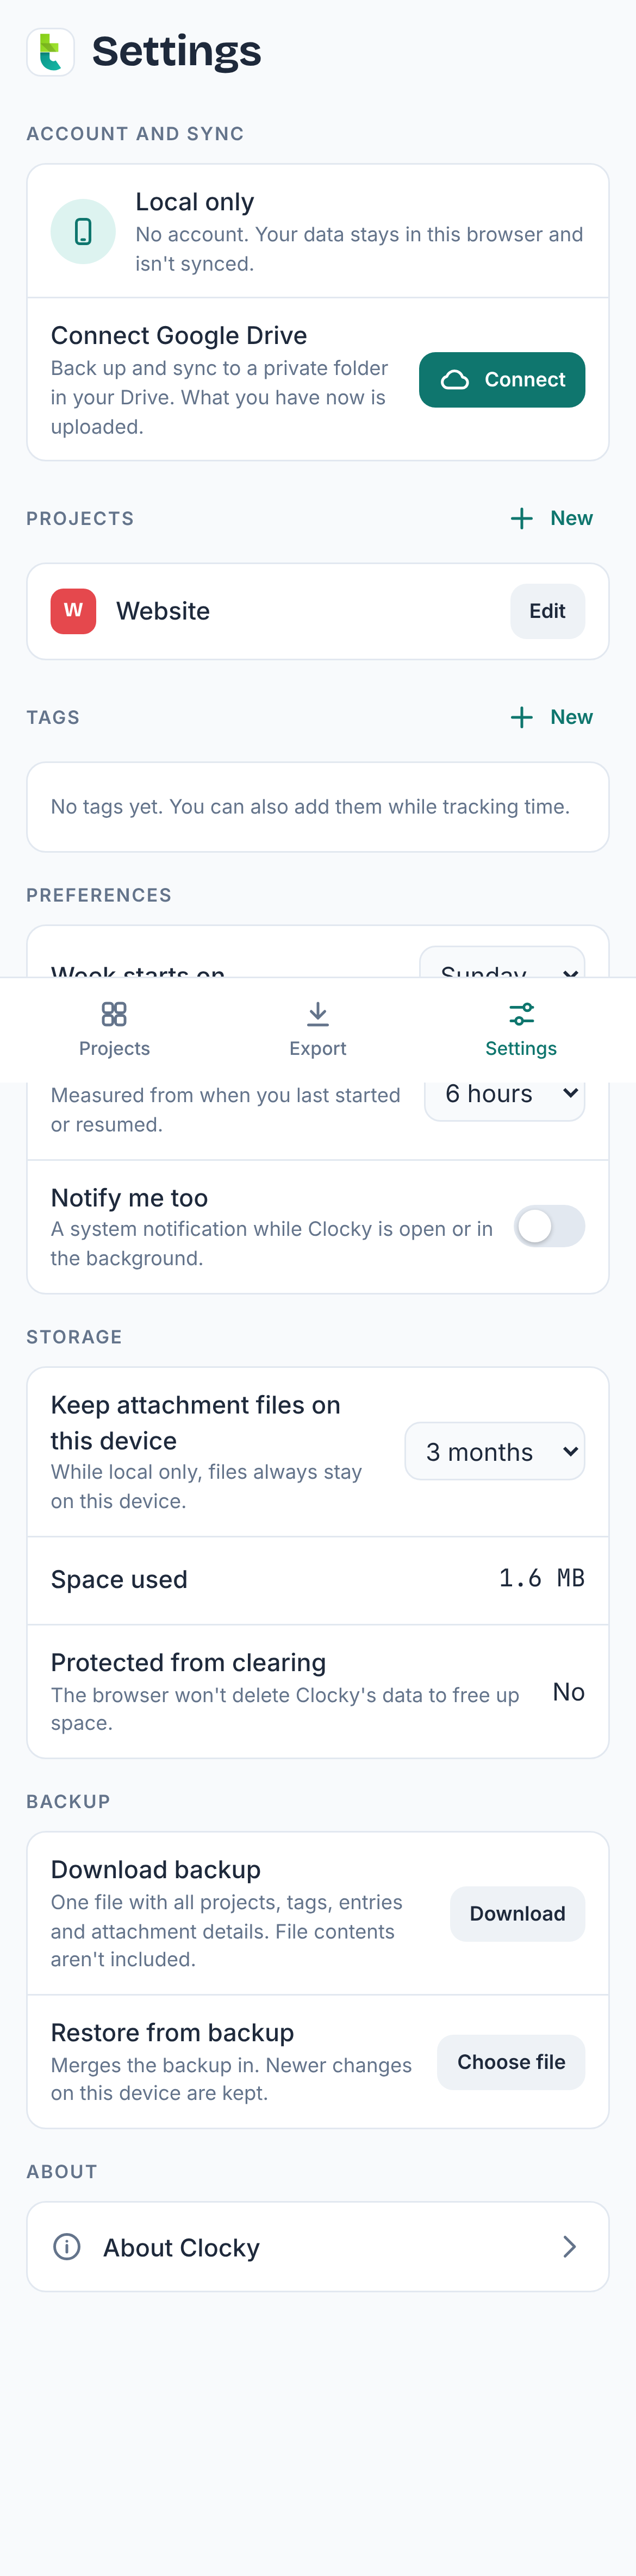 Settings
ACCOUNT AND SYNC
Local only
No account. Your data stays in this browser and
isn't synced.
Connect Google Drive
Back up and sync to a private folder
in your Drive. What you have now is
uploaded.
Connect
PROJECTS
New
W
Website
Edit
TAGS
New
No tags yet. You can also add them while tracking time.
PREFERENCES
Week starts on
Sunday
Projects
Export
Settings
Measured from when you last started
or resumed.
6 hours
Notify me too
A system notification while Clocky is open or in
the background.
STORAGE
Keep attachment files on
this device
While local only, files always stay
on this device.
3 months
Space used
1.6 MB
Protected from clearing
The browser won't delete Clocky's data to free up
space.
No
BACKUP
Download backup
One file with all projects, tags, entries
and attachment details. File contents
aren't included.
Download
Restore from backup
Merges the backup in. Newer changes
on this device are kept.
Choose file
ABOUT
About Clocky